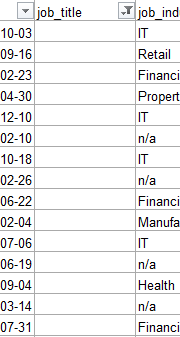 job_title job_ind
10-03 IT
09-16 Retail
02-23 Financi
04-30 Propert
12-10 IT
02-10 n/a
10-18 IT
02-26 n/a
06-22 Financi
02-04 Manufa
07-06 IT
06-19 n/a
09-04 Health
03-14 n/a
07-31 Financi